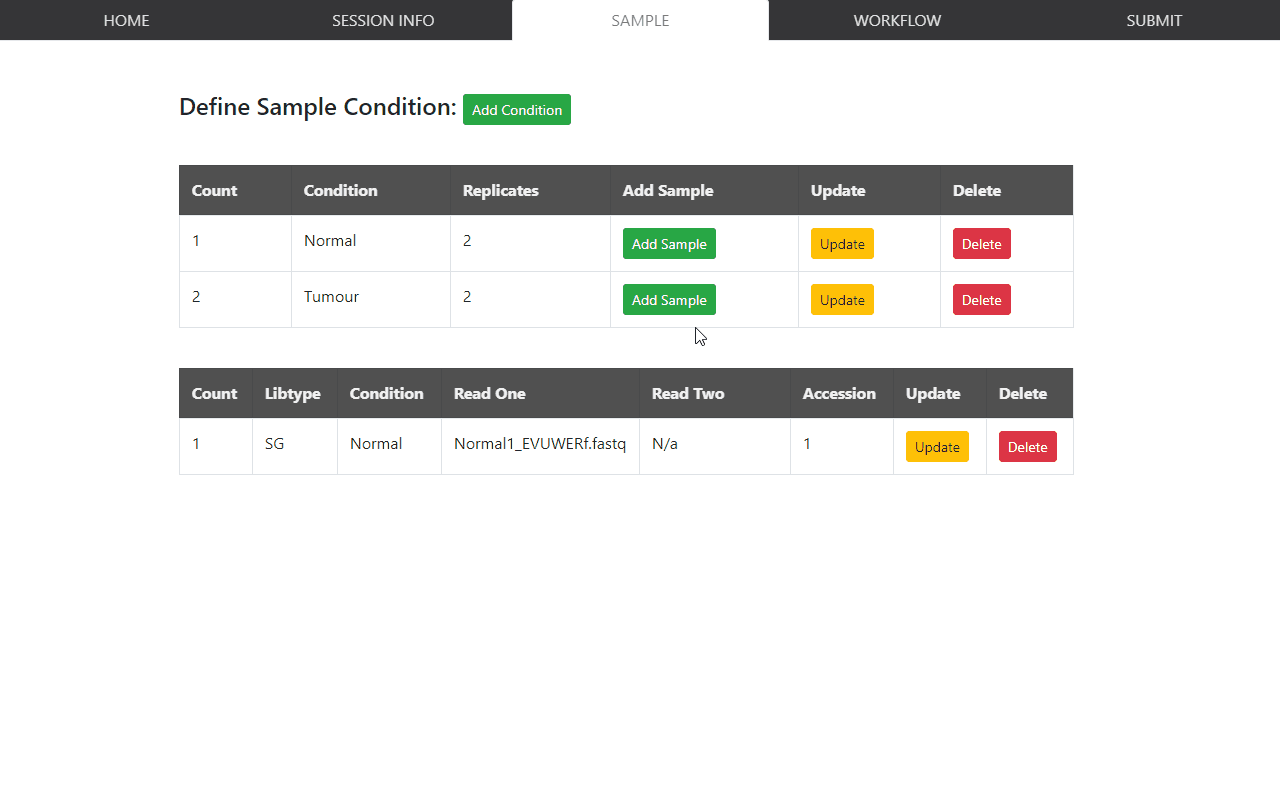 HOME SESSION INFO SAMPLE WORKFLOW SUBMIT
Define Sample Condition: Add Condition
Count Condition Replicates Add Sample Update Delete
1 Normal 2 Add Sample Update Delete
2 Tumour 2 Add Sample Update Delete
Count Libtype Condition Read One Read Two Accession Update Delete
1 SG Normal Normal1_EVUWERf.fastq N/a 1 Update Delete